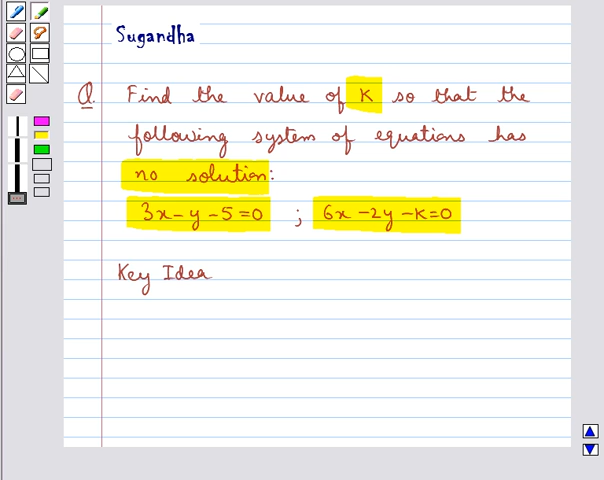 Sugandha
Q. Find the value of K so that the
following system of equations has
no solution:
3x-y-5=0 ; 6x-2y-K=0
Key Idea